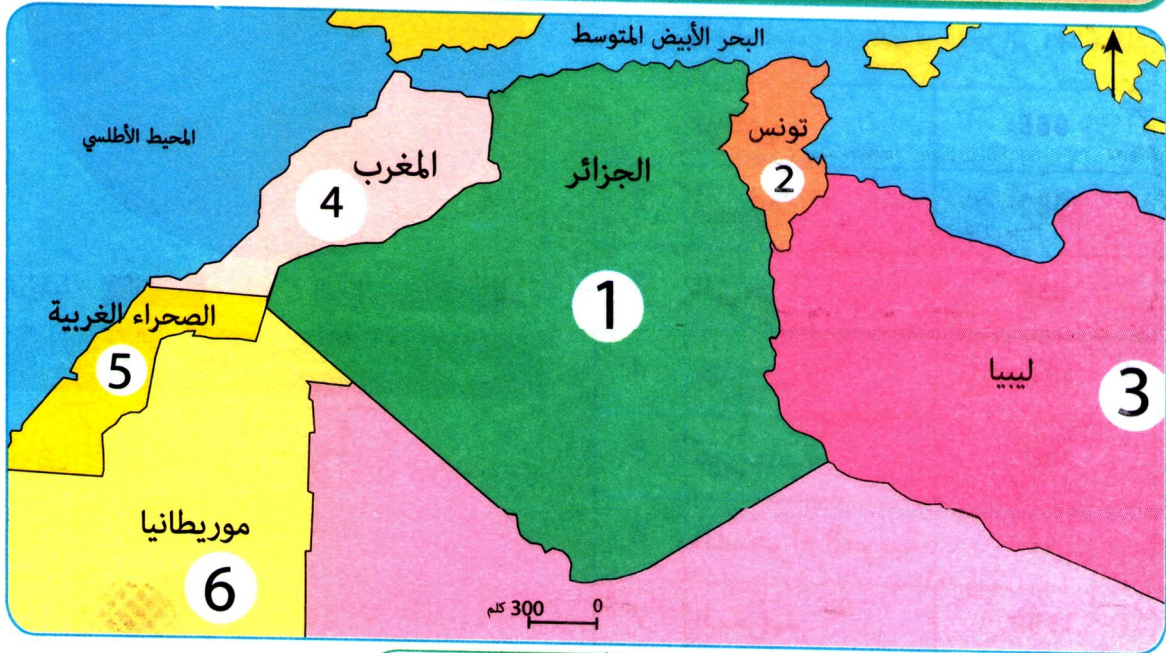 البحر الأبيض المتوسط
المحيط الأطلسي
تونس
2
الجزائر
1
المغرب
4
ليبيا
3
الصحراء الغربية
5
موريطانيا
6
0 300 كلم